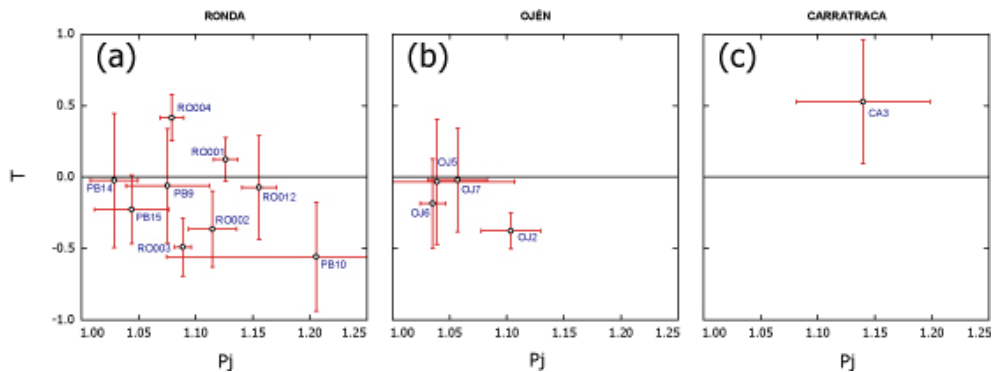 RONDA OJÉN CARRATRACA
1.0 (a) (b) (c)
RO004
0.5 CA3
RO001 OJ5
T 0.0
PB14 PB9 RO012 OJ7
PB15 RO002 OJ6
RO003 OJ2
-0.5 PB10
-1.0
1.00 1.05 1.10 1.15 1.20 1.25 1.00 1.05 1.10 1.15 1.20 1.25 1.00 1.05 1.10 1.15 1.20 1.25
Pj Pj Pj